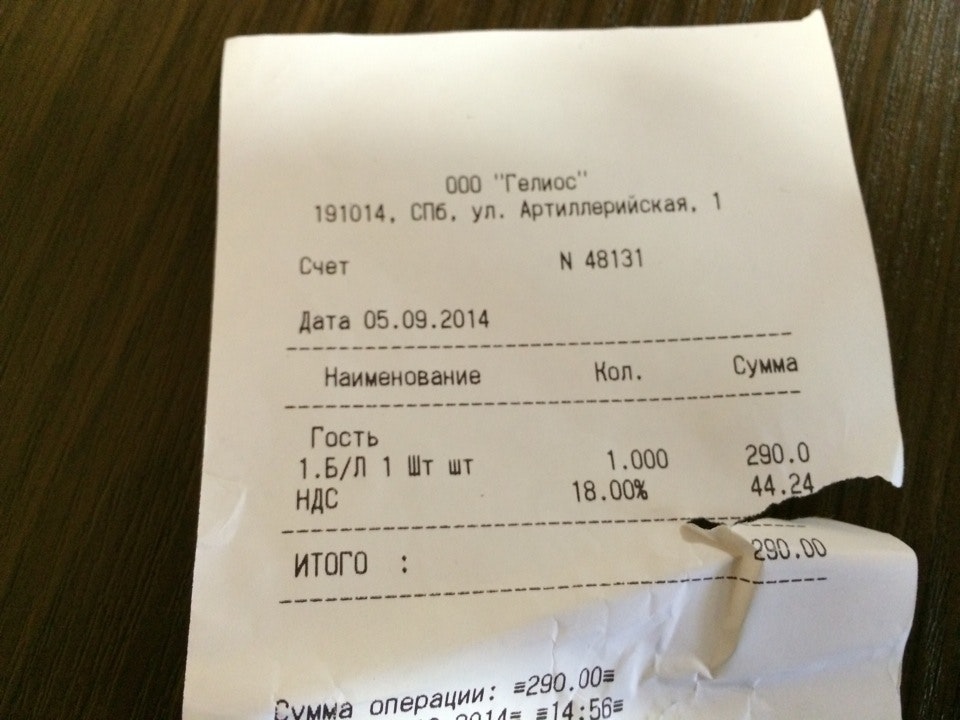 ООО "Гелиос"
191014, СПб, ул. Артиллерийская, 1
Счет N 48131
Дата 05.09.2014
Наименование Кол. Сумма
Гость
1.Б/Л 1 Шт шт 1.000 290.0
НДС 18.00% 44.24
ИТОГО : 290.00
Сумма операции: ≡290.00≡
2014≡ ≡14:56≡